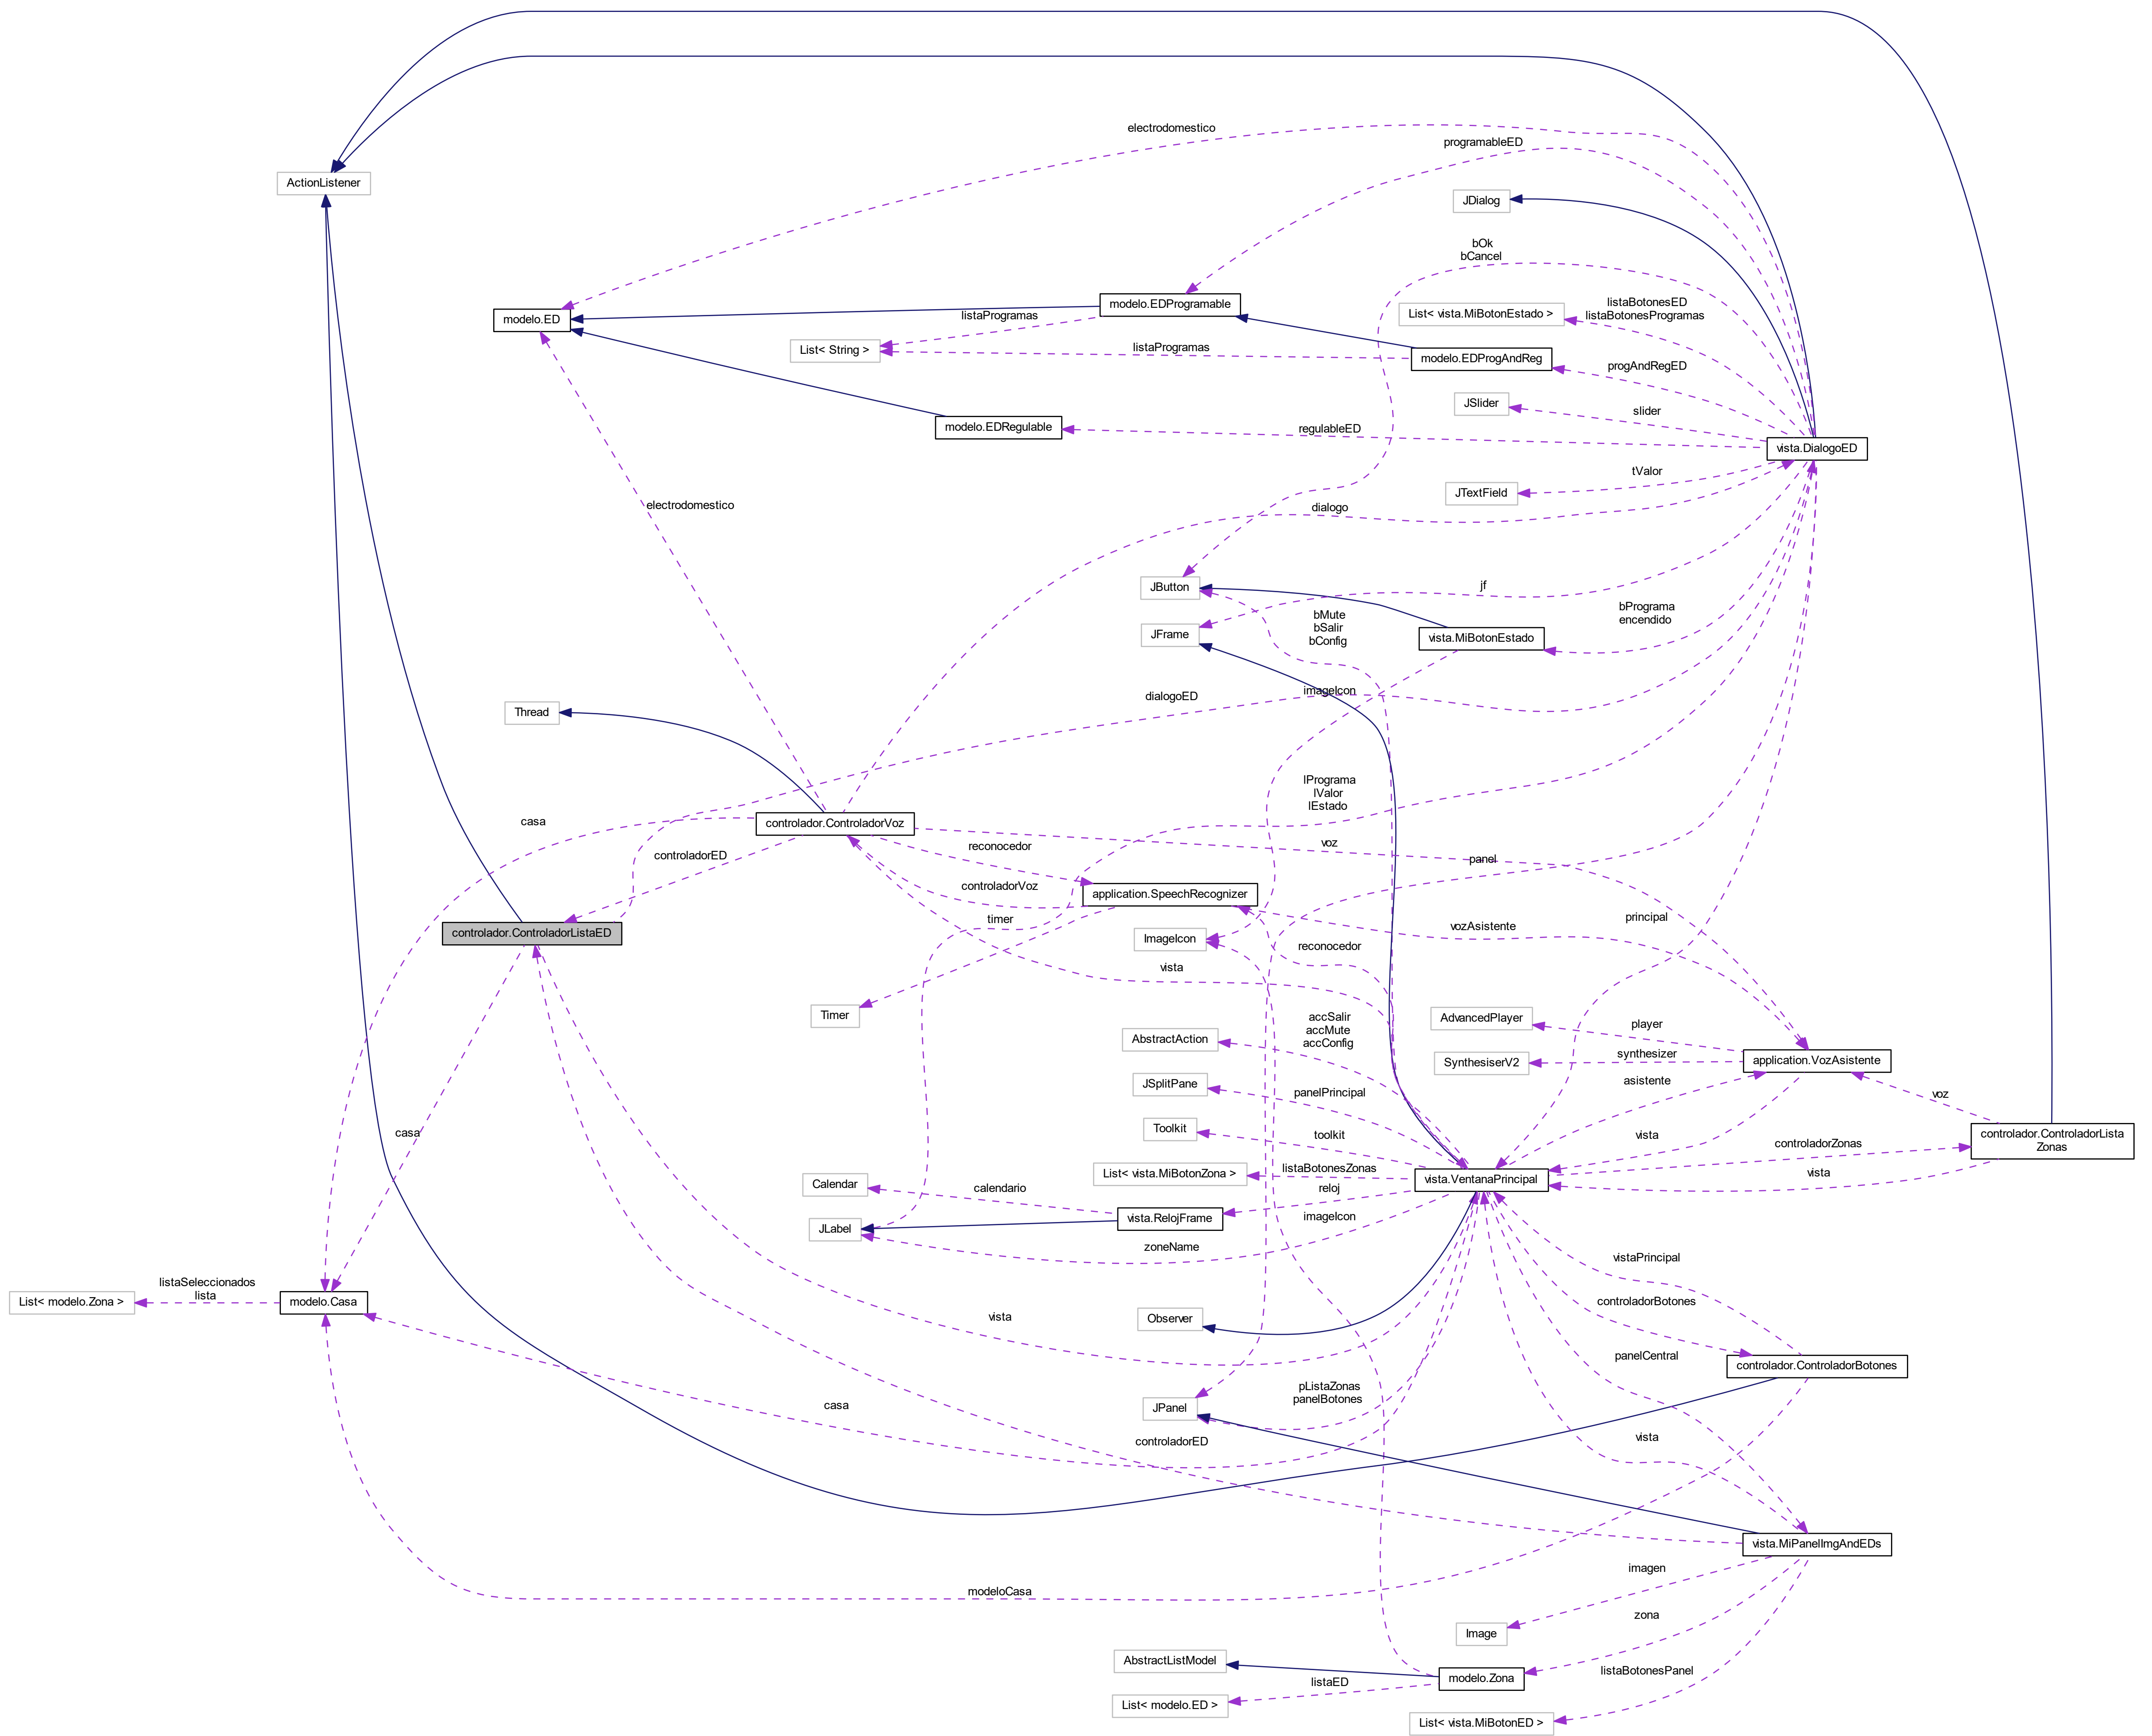 electrodomestico
programableED
ActionListener
JDialog
bOk
bCancel
List< vista.MiBotonEstado >
listaBotonesED
listaBotonesProgramas
modelo.EDProgramable
modelo.ED
listaProgramas
List< String >
listaProgramas
modelo.EDProgAndReg
progAndRegED
JSlider
slider
modelo.EDRegulable
regulableED
vista.DialogoED
tValor
JTextField
electrodomestico
dialogo
JButton
jf
JFrame
bMute
bSalir
bConfig
vista.MiBotonEstado
bPrograma
encendido
dialogoED
imageIcon
Thread
lPrograma
lValor
lEstado
casa
controlador.ControladorVoz
controladorED
reconocedor
voz
panel
controladorVoz
application.SpeechRecognizer
timer
controlador.ControladorListaED
ImageIcon
reconocedor
vozAsistente
principal
vista
Timer
accSalir
accMute
accConfig
AbstractAction
AdvancedPlayer
player
SynthesiserV2
synthesizer
application.VozAsistente
JSplitPane
panelPrincipal
asistente
voz
Toolkit
toolkit
vista
controladorZonas
controlador.ControladorLista
Zonas
casa
List< vista.MiBotonZona >
listaBotonesZonas
vista.VentanaPrincipal
vista
Calendar
calendario
reloj
vista.RelojFrame
imageIcon
JLabel
zoneName
vistaPrincipal
listaSeleccionados
lista
List< modelo.Zona >
modelo.Casa
vista
Observer
controladorBotones
panelCentral
controlador.ControladorBotones
pListaZonas
panelBotones
JPanel
casa
controladorED
vista
vista.MiPanelImgAndEDs
modeloCasa
imagen
zona
Image
AbstractListModel
modelo.Zona
listaBotonesPanel
listaED
List< modelo.ED >
List< vista.MiBotonED >